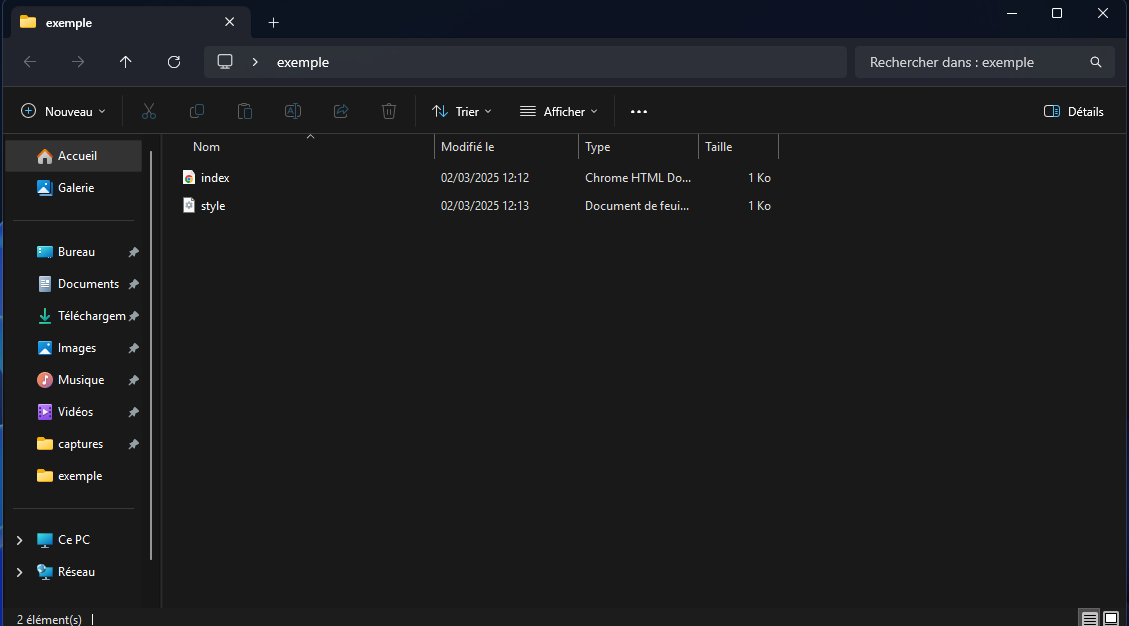 exemple
exemple
Rechercher dans : exemple
Nouveau
Trier
Afficher
Détails
Nom Modifié le Type Taille
index 02/03/2025 12:12 Chrome HTML Do... 1 Ko
style 02/03/2025 12:13 Document de feui... 1 Ko
Accueil
Galerie
Bureau
Documents
Téléchargem
Images
Musique
Vidéos
captures
exemple
Ce PC
Réseau
2 élément(s)